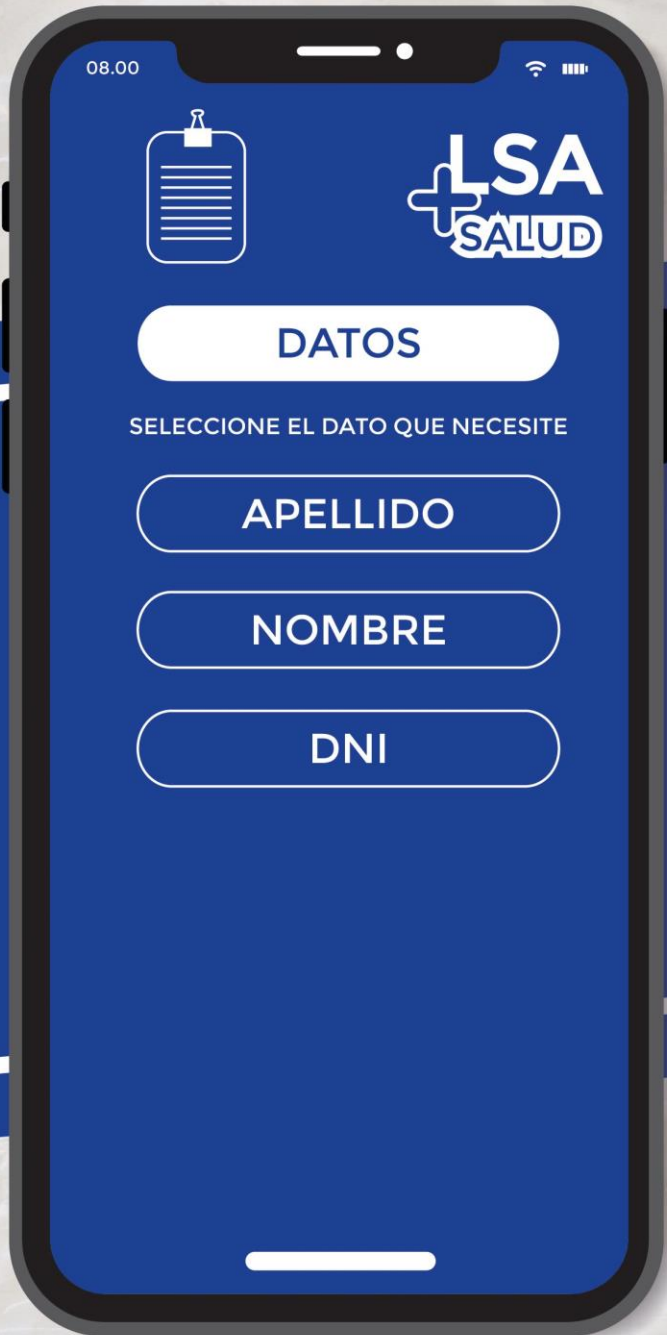 08.00
LSA
SALUD
DATOS
SELECCIONE EL DATO QUE NECESITE
APELLIDO
NOMBRE
DNI